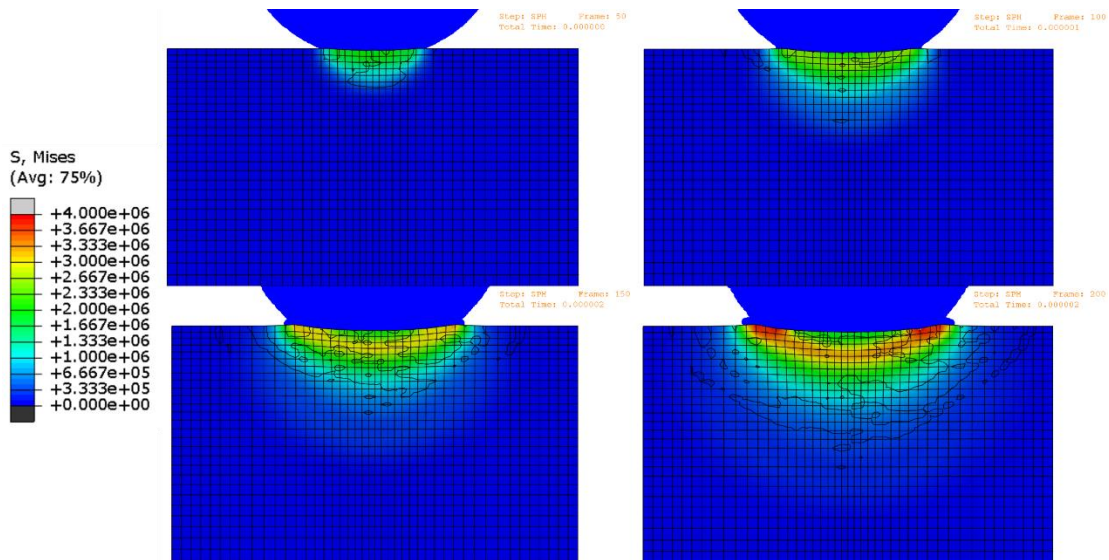 Step: SPH Frame: 50
Total Time: 0.000000
Step: SPH Frame: 100
Total Time: 0.000001
S, Mises
(Avg: 75%)
+4.000e+06
+3.667e+06
+3.333e+06
+3.000e+06
+2.667e+06
+2.333e+06
+2.000e+06
+1.667e+06
+1.333e+06
+1.000e+06
+6.667e+05
+3.333e+05
+0.000e+00
Step: SPH Frame: 150
Total Time: 0.000002
Step: SPH Frame: 200
Total Time: 0.000002